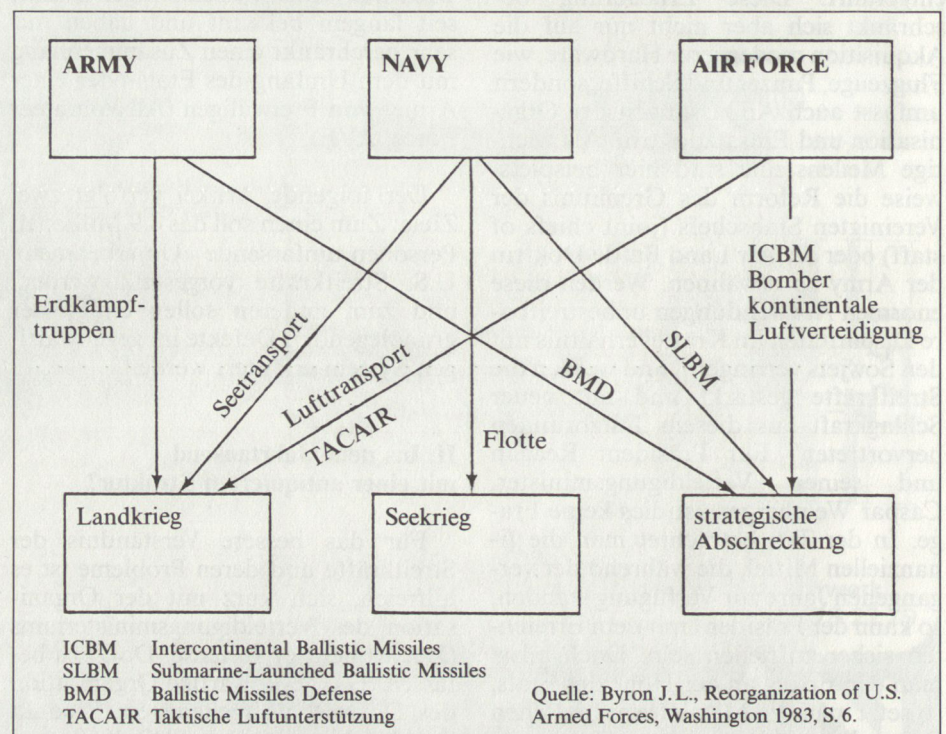 ARMY
NAVY
AIR FORCE
Erdkampf-
truppen
Seetransport
Lufttransport
TACAIR
Flotte
BMD
SLBM
ICBM
Bomber
kontinentale
Luftverteidigung
Landkrieg
Seekrieg
strategische
Abschreckung
ICBM Intercontinental Ballistic Missiles
SLBM Submarine Launched Ballistic Missiles
BMD Ballistic Missiles Defense
TACAIR Taktische Luftunterstützung
Quelle: Byron J. L., Reorganization of U.S.
Armed Forces, Washington 1983, S. 6.